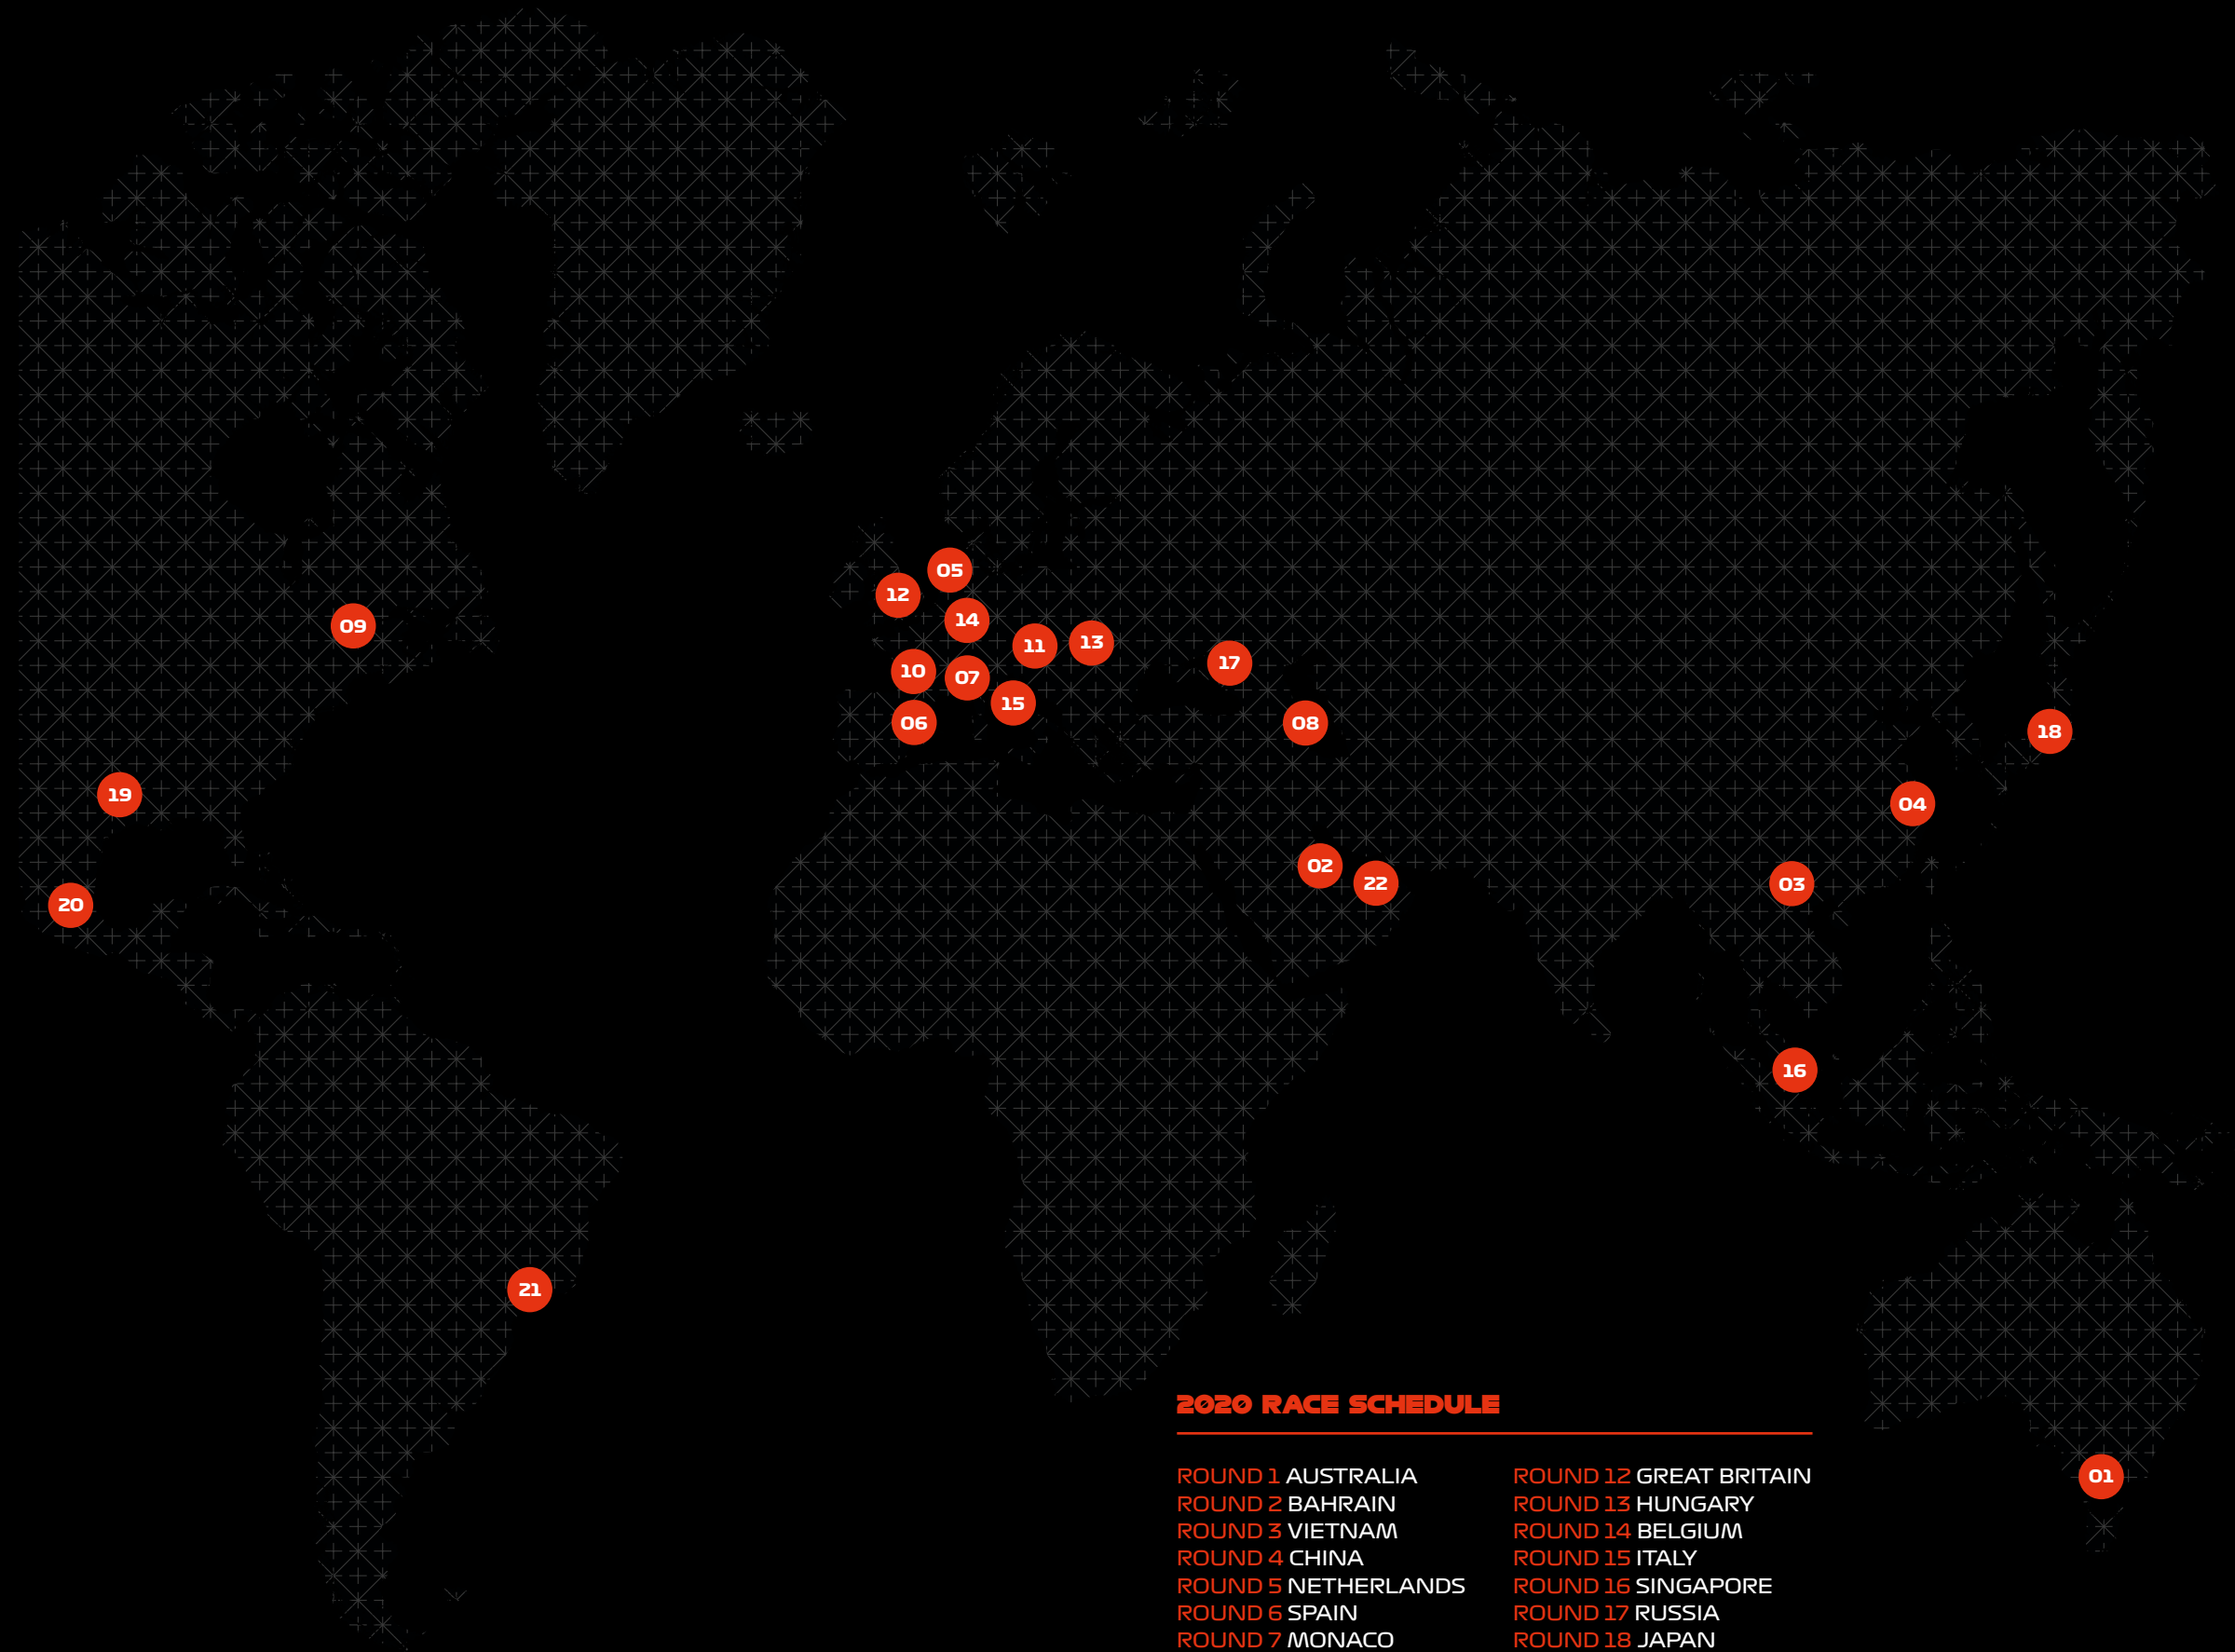 05
12
14
09
11
13
17
10
07
15
06
08
18
19
04
02
22
03
20
16
21
01
2020 RACE SCHEDULE
ROUND 1 AUSTRALIA
ROUND 2 BAHRAIN
ROUND 3 VIETNAM
ROUND 4 CHINA
ROUND 5 NETHERLANDS
ROUND 6 SPAIN
ROUND 7 MONACO
ROUND 12 GREAT BRITAIN
ROUND 13 HUNGARY
ROUND 14 BELGIUM
ROUND 15 ITALY
ROUND 16 SINGAPORE
ROUND 17 RUSSIA
ROUND 18 JAPAN